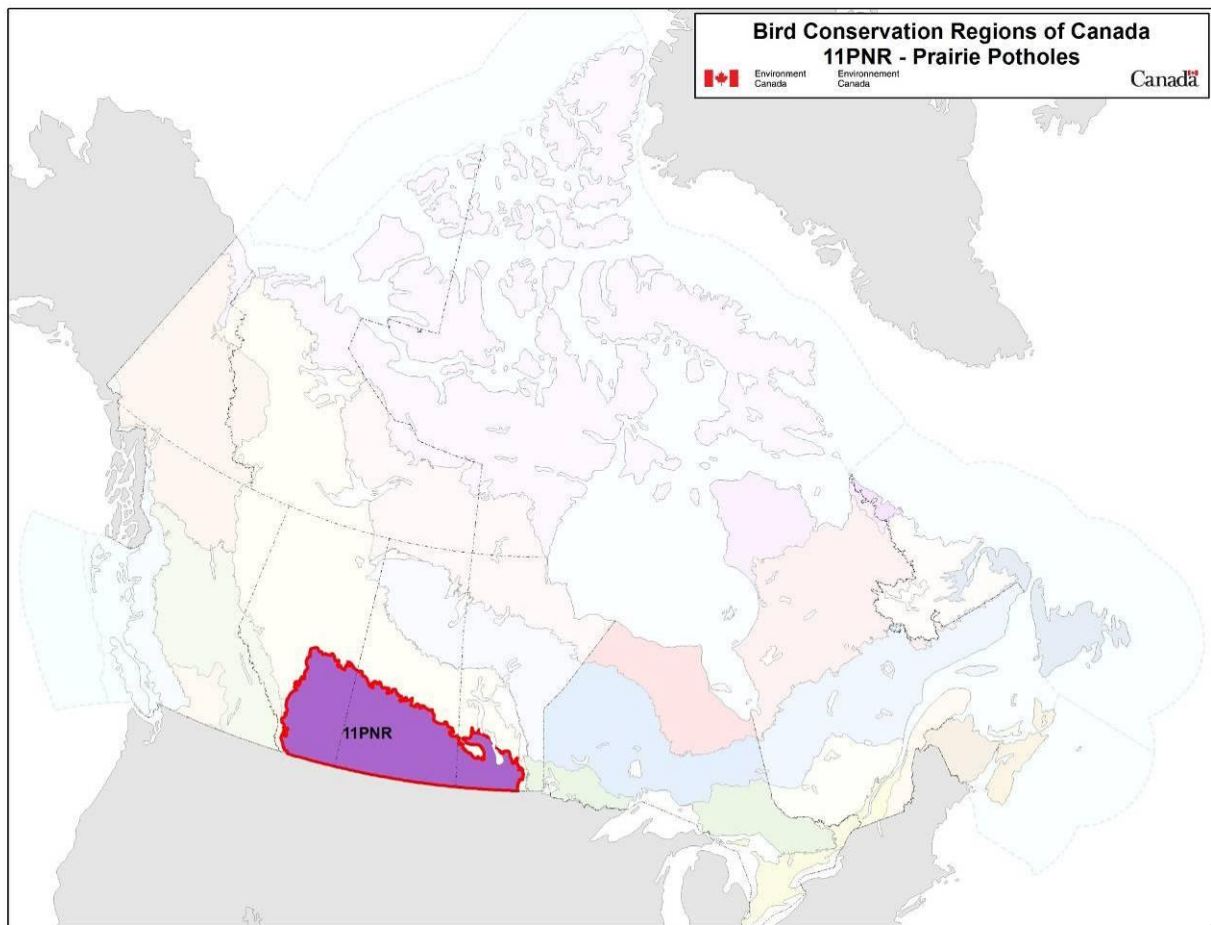 Bird Conservation Regions of Canada
11PNR - Prairie Potholes
Environment Canada
Environnement Canada
Canada
11PNR